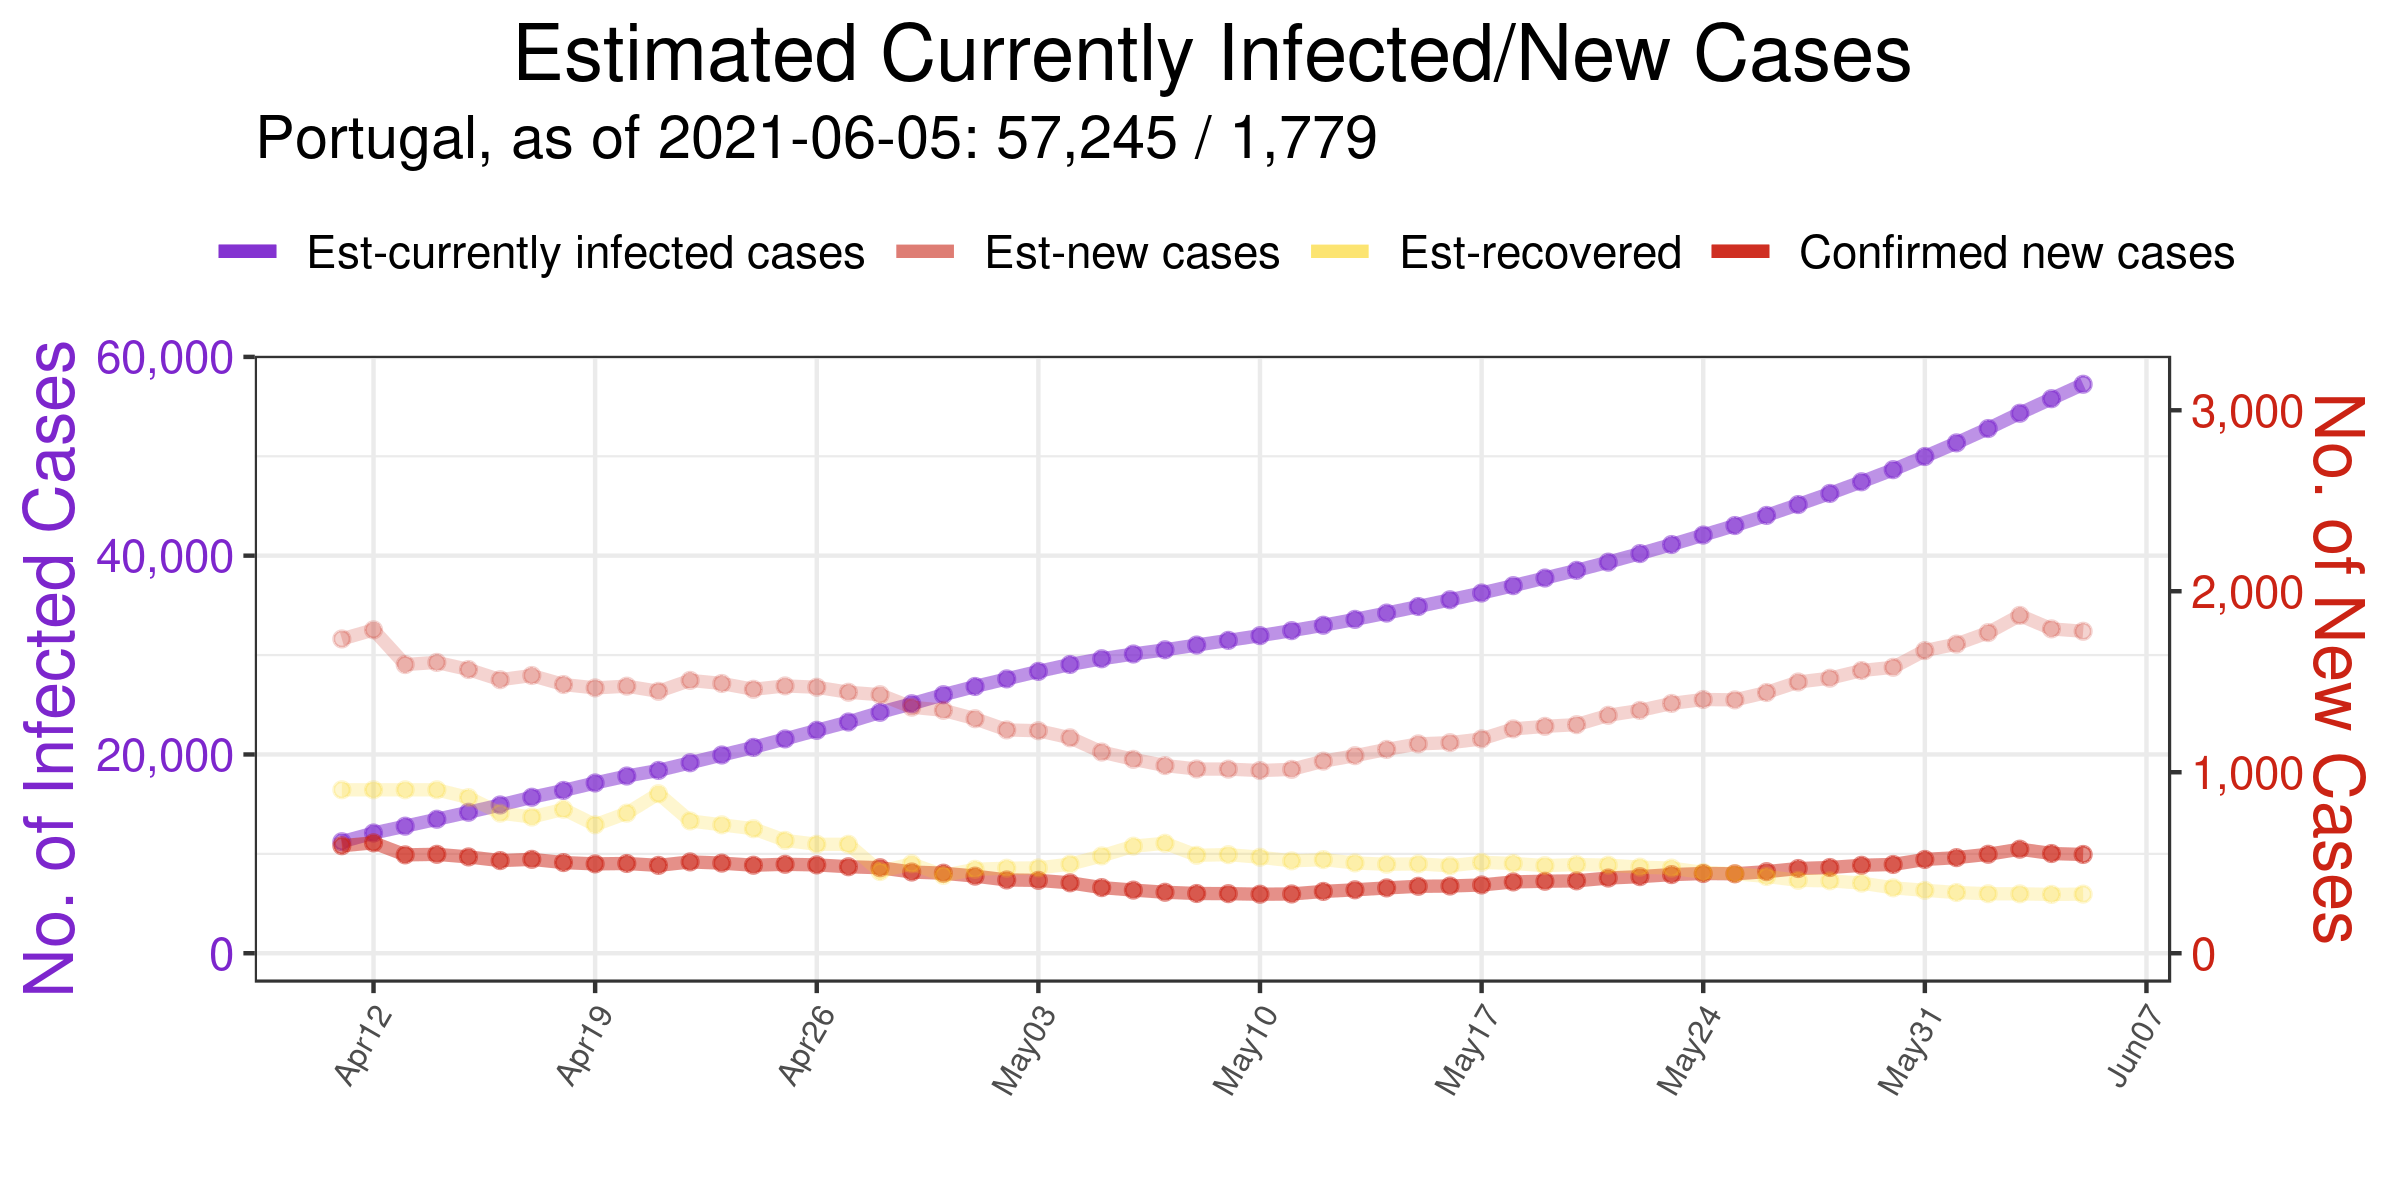 Estimated Currently Infected/New Cases
Portugal, as of 2021-06-05: 57,245 / 1,779
Est-currently infected cases Est-new cases Est-recovered Confirmed new cases
No. of Infected Cases
60,000
40,000
20,000
0
3,000
2,000
1,000
0
No. of New Cases
Apr12 Apr19 Apr26 May03 May10 May17 May24 May31 Jun07